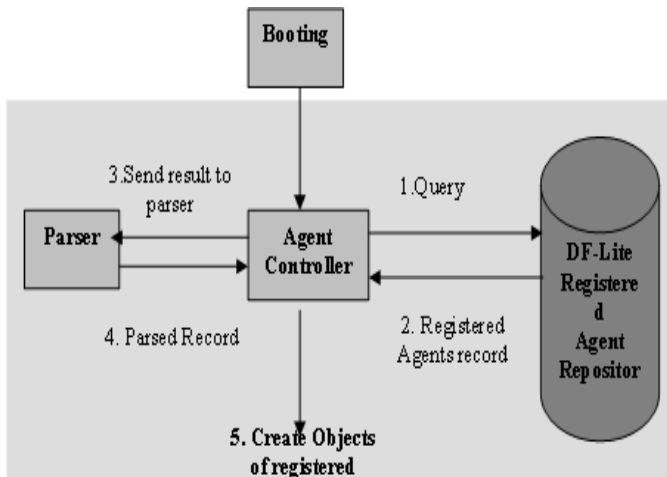 Booting
3.Send result to
parser
1.Query
Parser
Agent
Controller
DF-Lite
Registere
d
Agent
Repositor
4. Parsed Record
2. Registered
Agents record
5. Create Objects
of registered